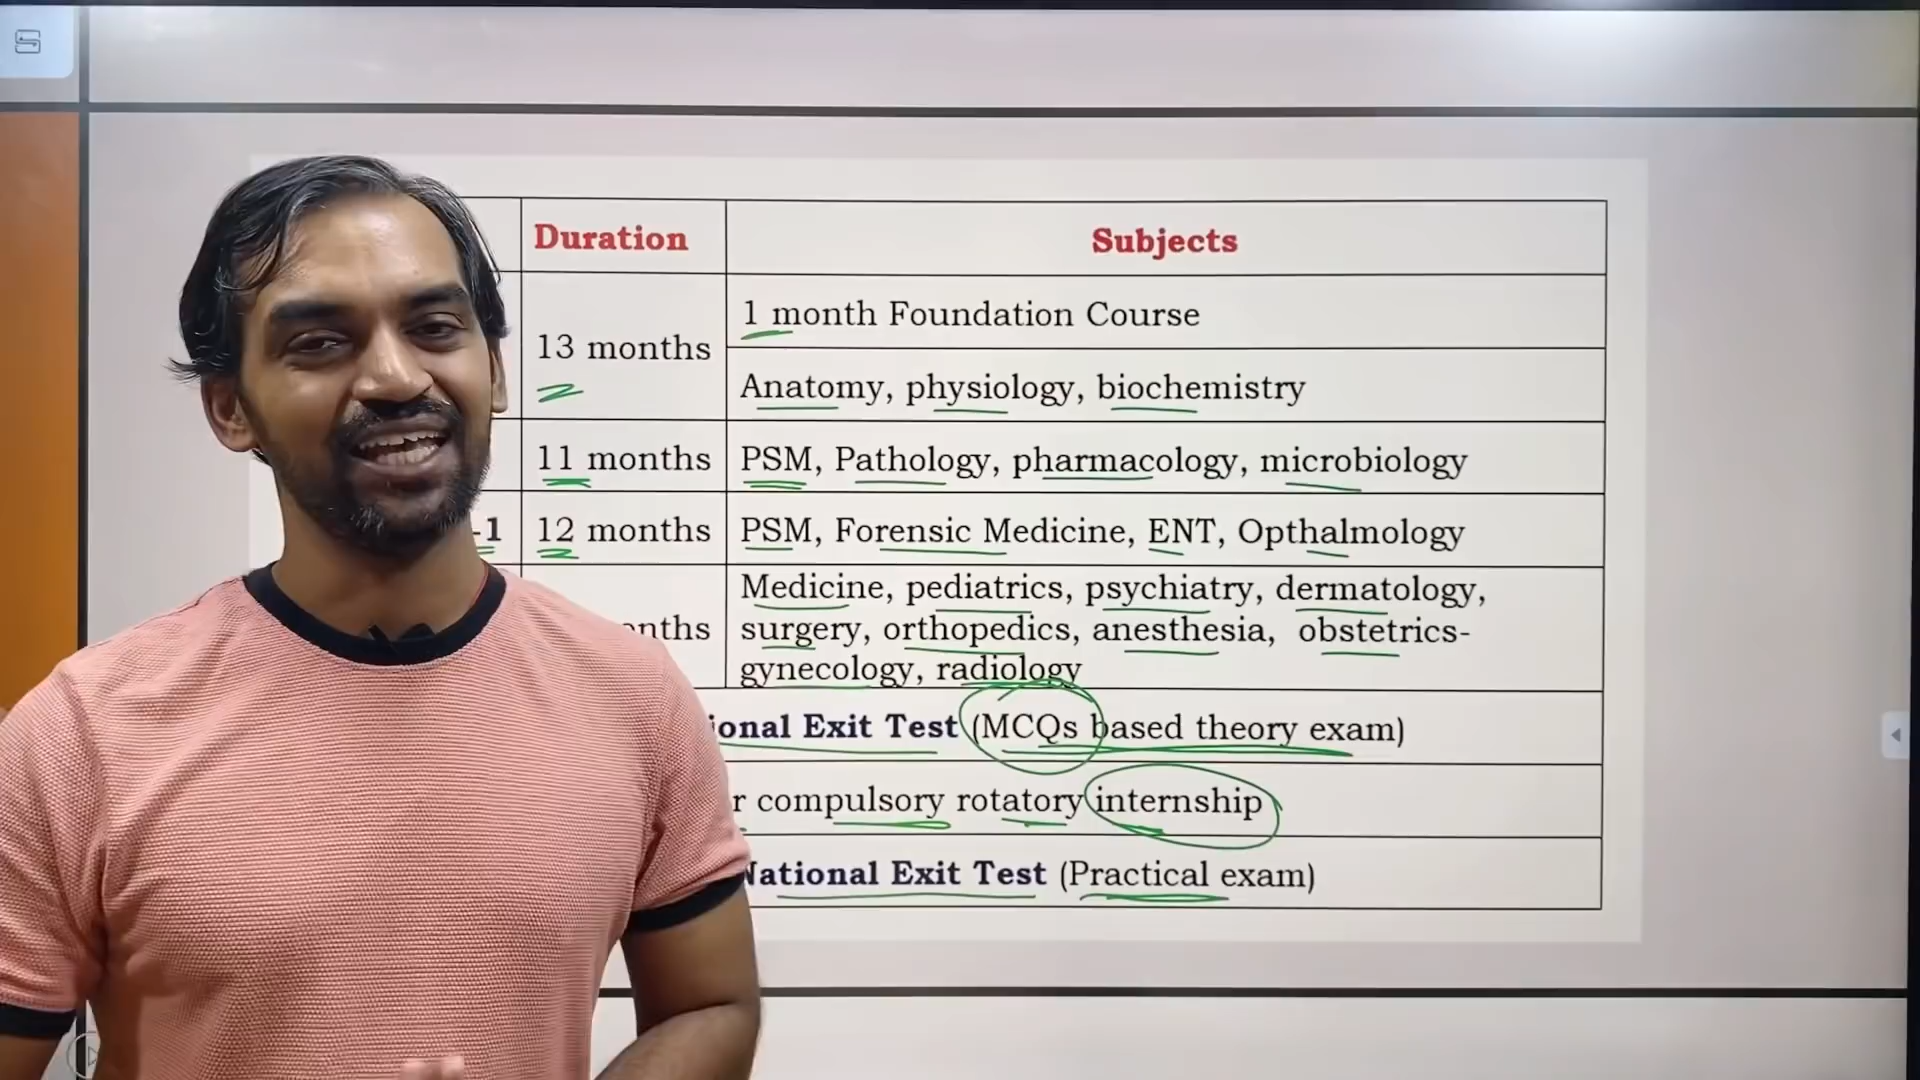 Duration
Subjects
13 months
1 month Foundation Course
Anatomy, physiology, biochemistry
11 months
PSM, Pathology, pharmacology, microbiology
-1
12 months
PSM, Forensic Medicine, ENT, Opthalmology
Medicine, pediatrics, psychiatry, dermatology,
surgery, orthopedics, anesthesia, obstetrics-
gynecology, radiology
Exit Test (MCQs based theory exam)
compulsory rotatory internship
National Exit Test (Practical exam)